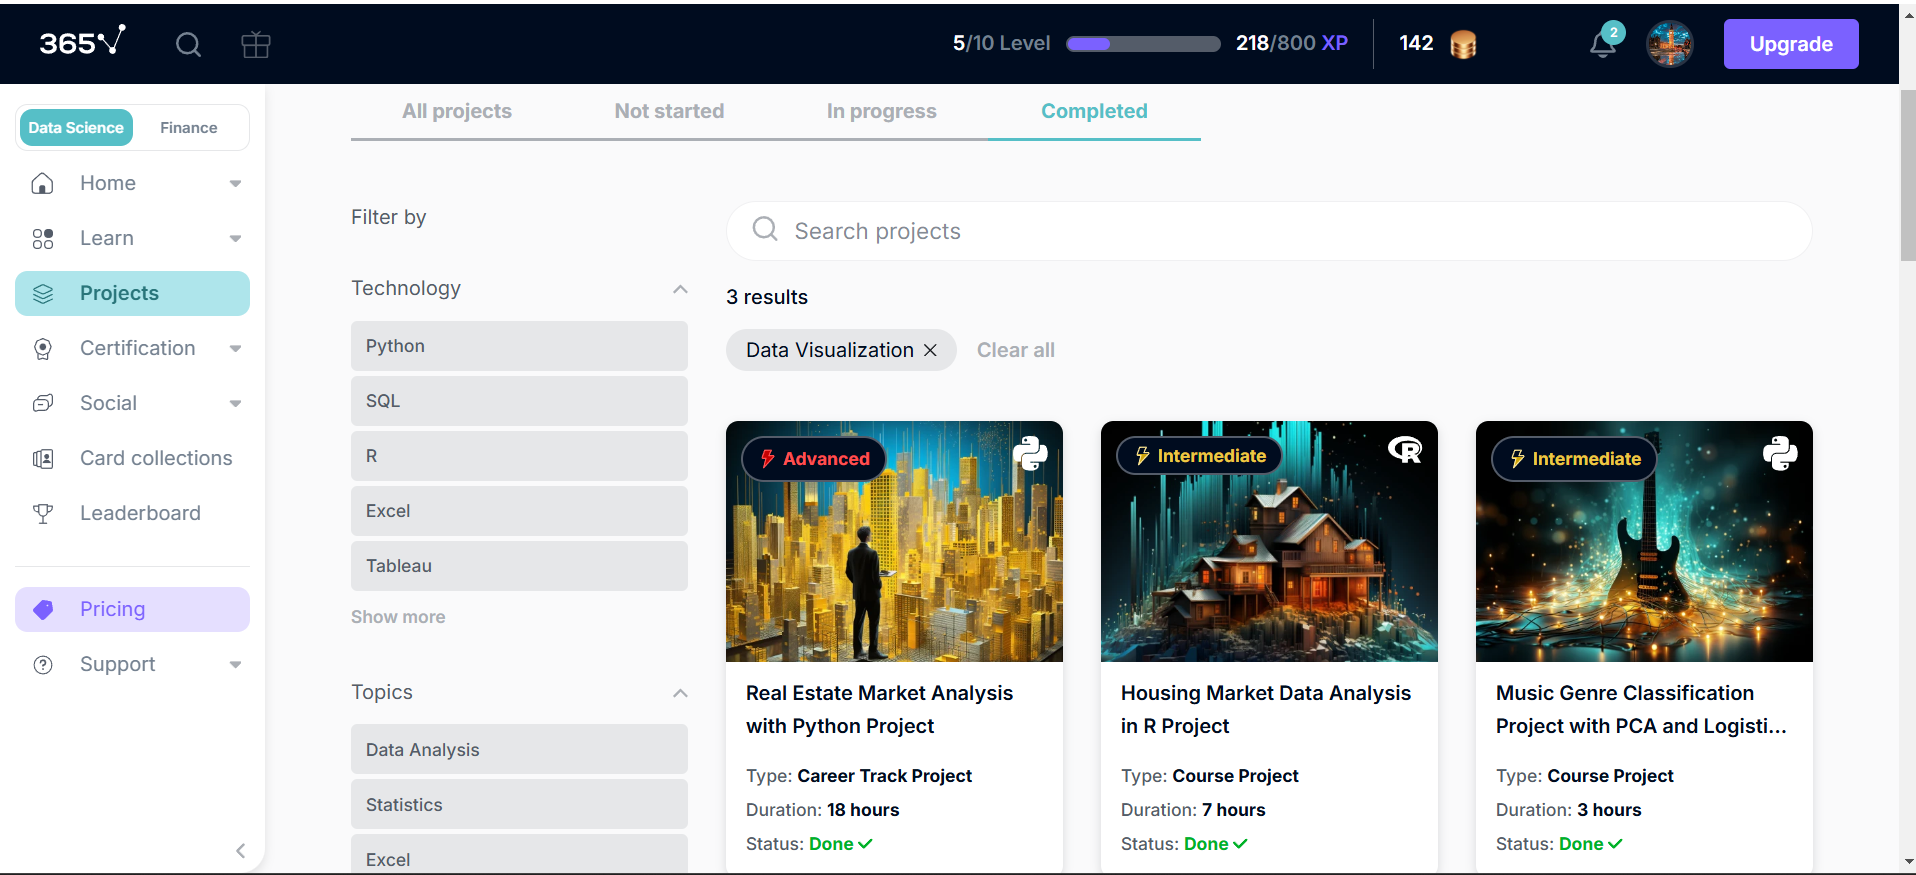 365
5/10 Level
218/800 XP
142
2
Upgrade
Data Science
Finance
Home
Learn
Projects
Certification
Social
Card collections
Leaderboard
Pricing
Support
All projects
Not started
In progress
Completed
Filter by
Technology
Python
SQL
R
Excel
Tableau
Show more
Topics
Data Analysis
Statistics
Excel
Search projects
3 results
Data Visualization
Clear all
Advanced
Real Estate Market Analysis
with Python Project
Type: Career Track Project
Duration: 18 hours
Status: Done
Intermediate
R
Housing Market Data Analysis
in R Project
Type: Course Project
Duration: 7 hours
Status: Done
Intermediate
Music Genre Classification
Project with PCA and Logisti...
Type: Course Project
Duration: 3 hours
Status: Done